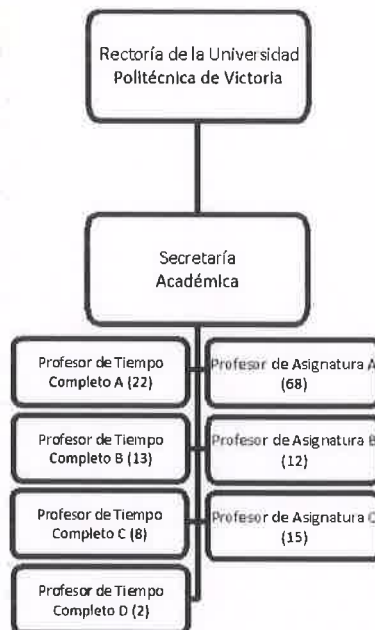 Rectoría de la Universidad
Politécnica de Victoria
Secretaría
Académica
Profesor de Tiempo
Completo A (22)
Profesor de Asignatura A
(68)
Profesor de Tiempo
Completo B (13)
Profesor de Asignatura B
(12)
Profesor de Tiempo
Completo C (8)
Profesor de Asignatura C
(15)
Profesor de Tiempo
Completo D (2)